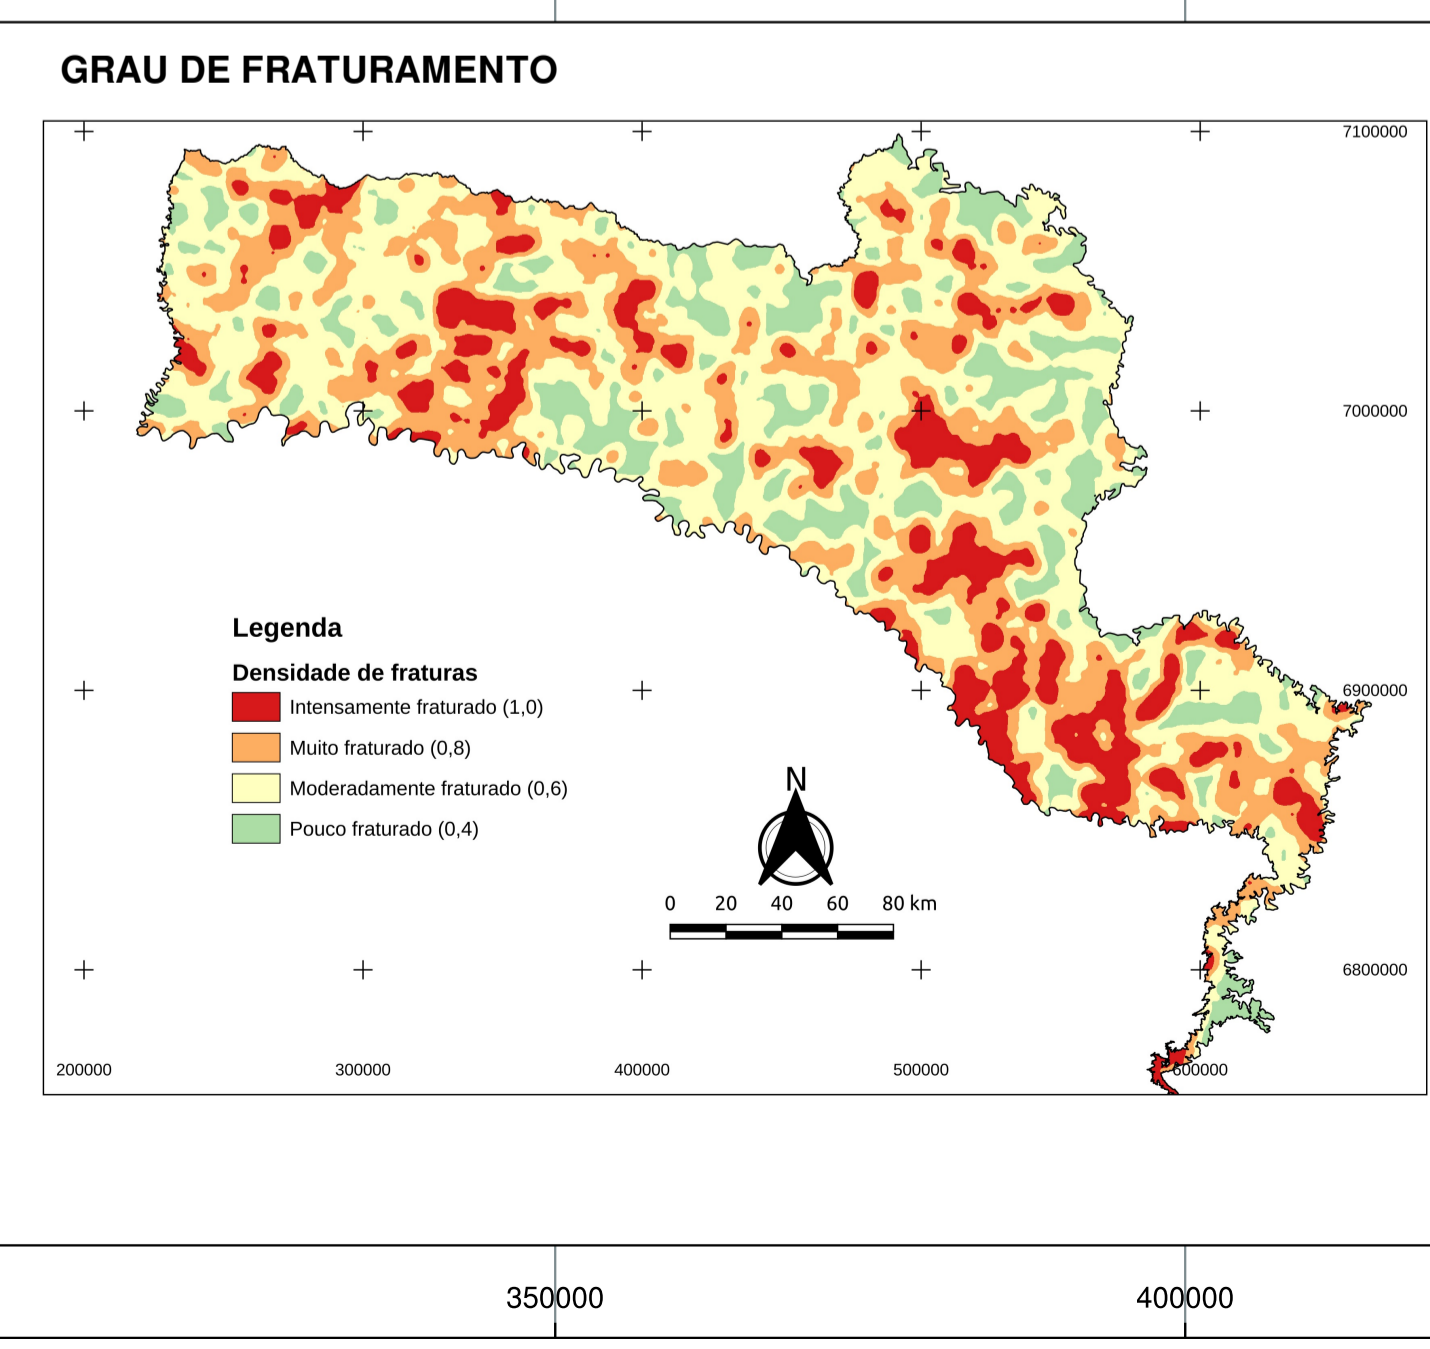 GRAU DE FRATURAMENTO
7100000
7000000
Legenda
Densidade de fraturas
Intensamente fraturado (1,0)
Muito fraturado (0,8)
Moderadamente fraturado (0,6)
Pouco fraturado (0,4)
6900000
N
0 20 40 60 80 km
6800000
200000 300000 400000 500000 600000
350000 400000